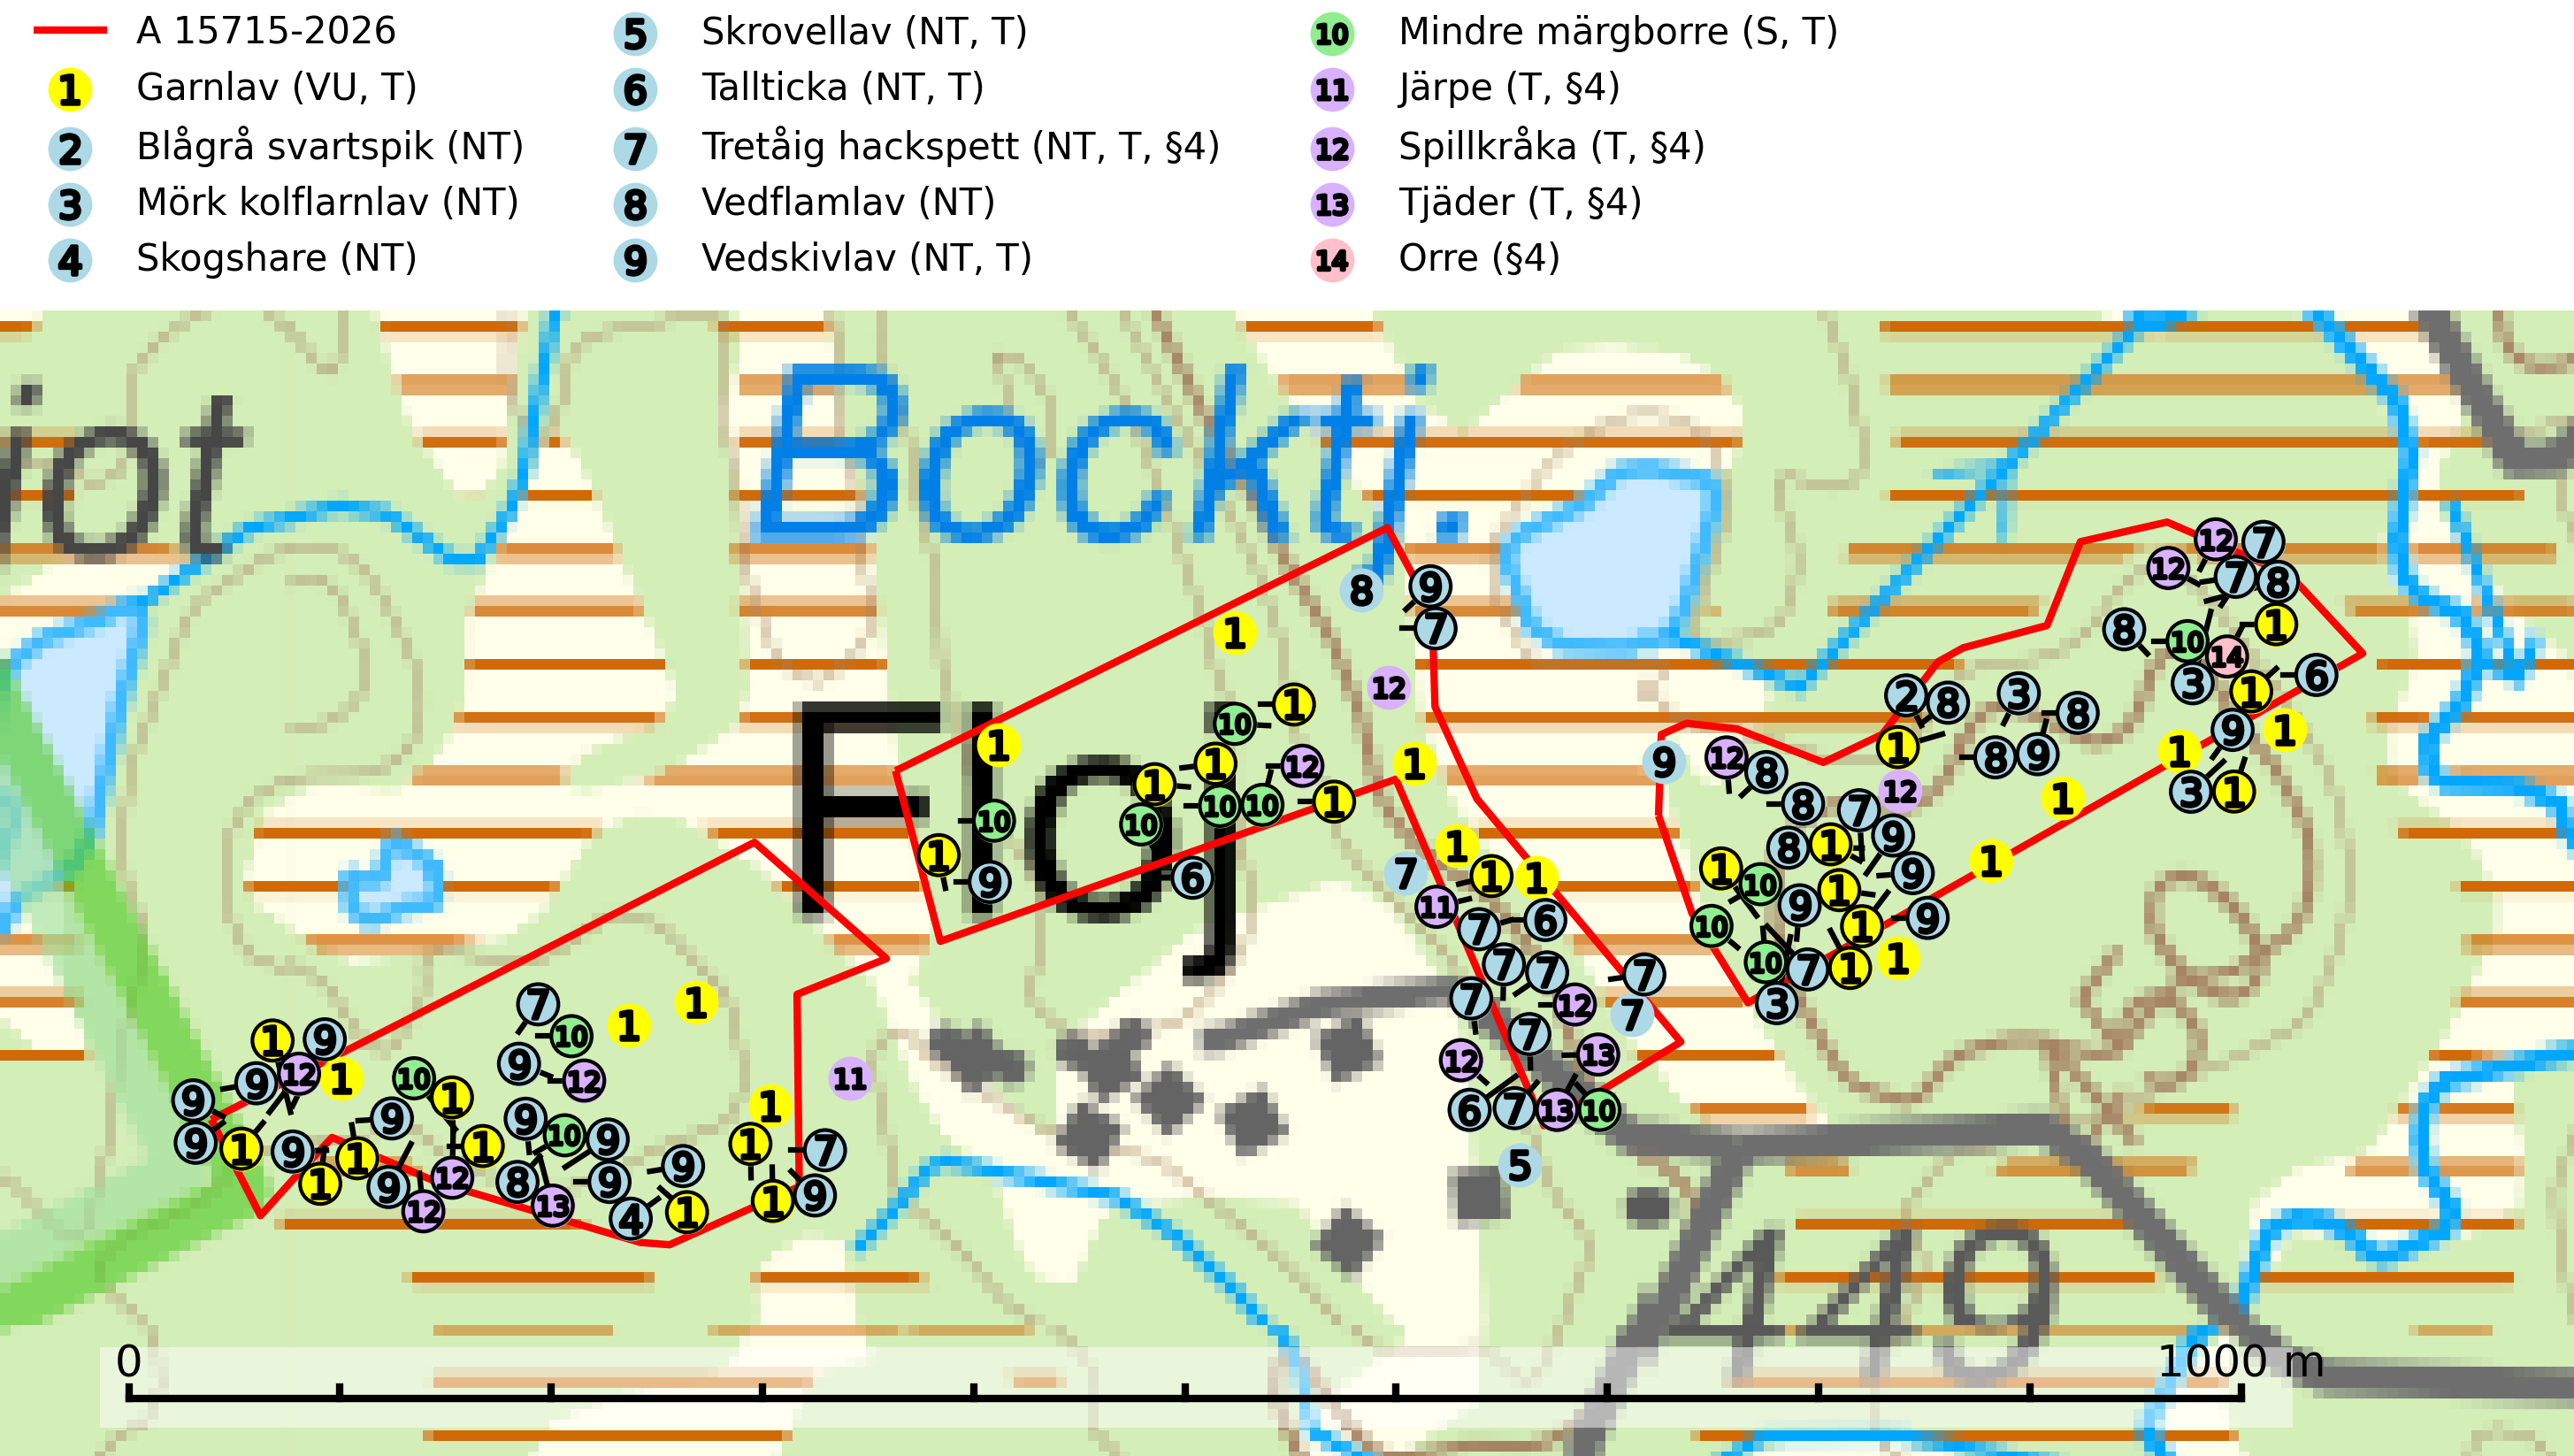 A 15715-2026
1 Garnlav (VU, T)
2 Blågrå svartspik (NT)
3 Mörk kolflarnlav (NT)
4 Skogshare (NT)
5 Skrovellav (NT, T)
6 Tallticka (NT, T)
7 Tretåig hackspett (NT, T, §4)
8 Vedflamlav (NT)
9 Vedskivlav (NT, T)
10 Mindre märgborre (S, T)
11 Järpe (T, §4)
12 Spillkråka (T, §4)
13 Tjäder (T, §4)
14 Orre (§4)
iot
Bocktj.
Floj
449
0
1000 m